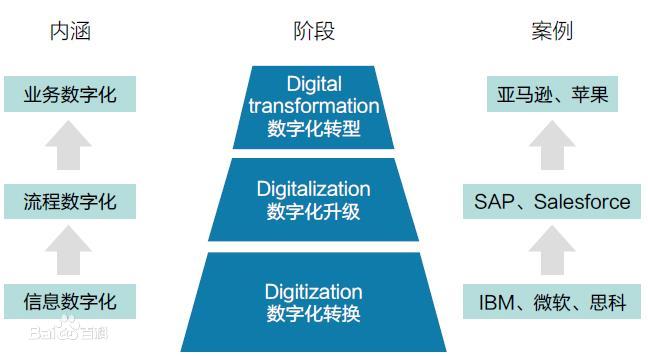 内涵
阶段
案例
业务数字化
Digital
transformation
数字化转型
亚马逊、苹果
流程数字化
Digitalization
数字化升级
SAP、Salesforce
信息数字化
Digitization
数字化转换
IBM、微软、思科
Bai百科